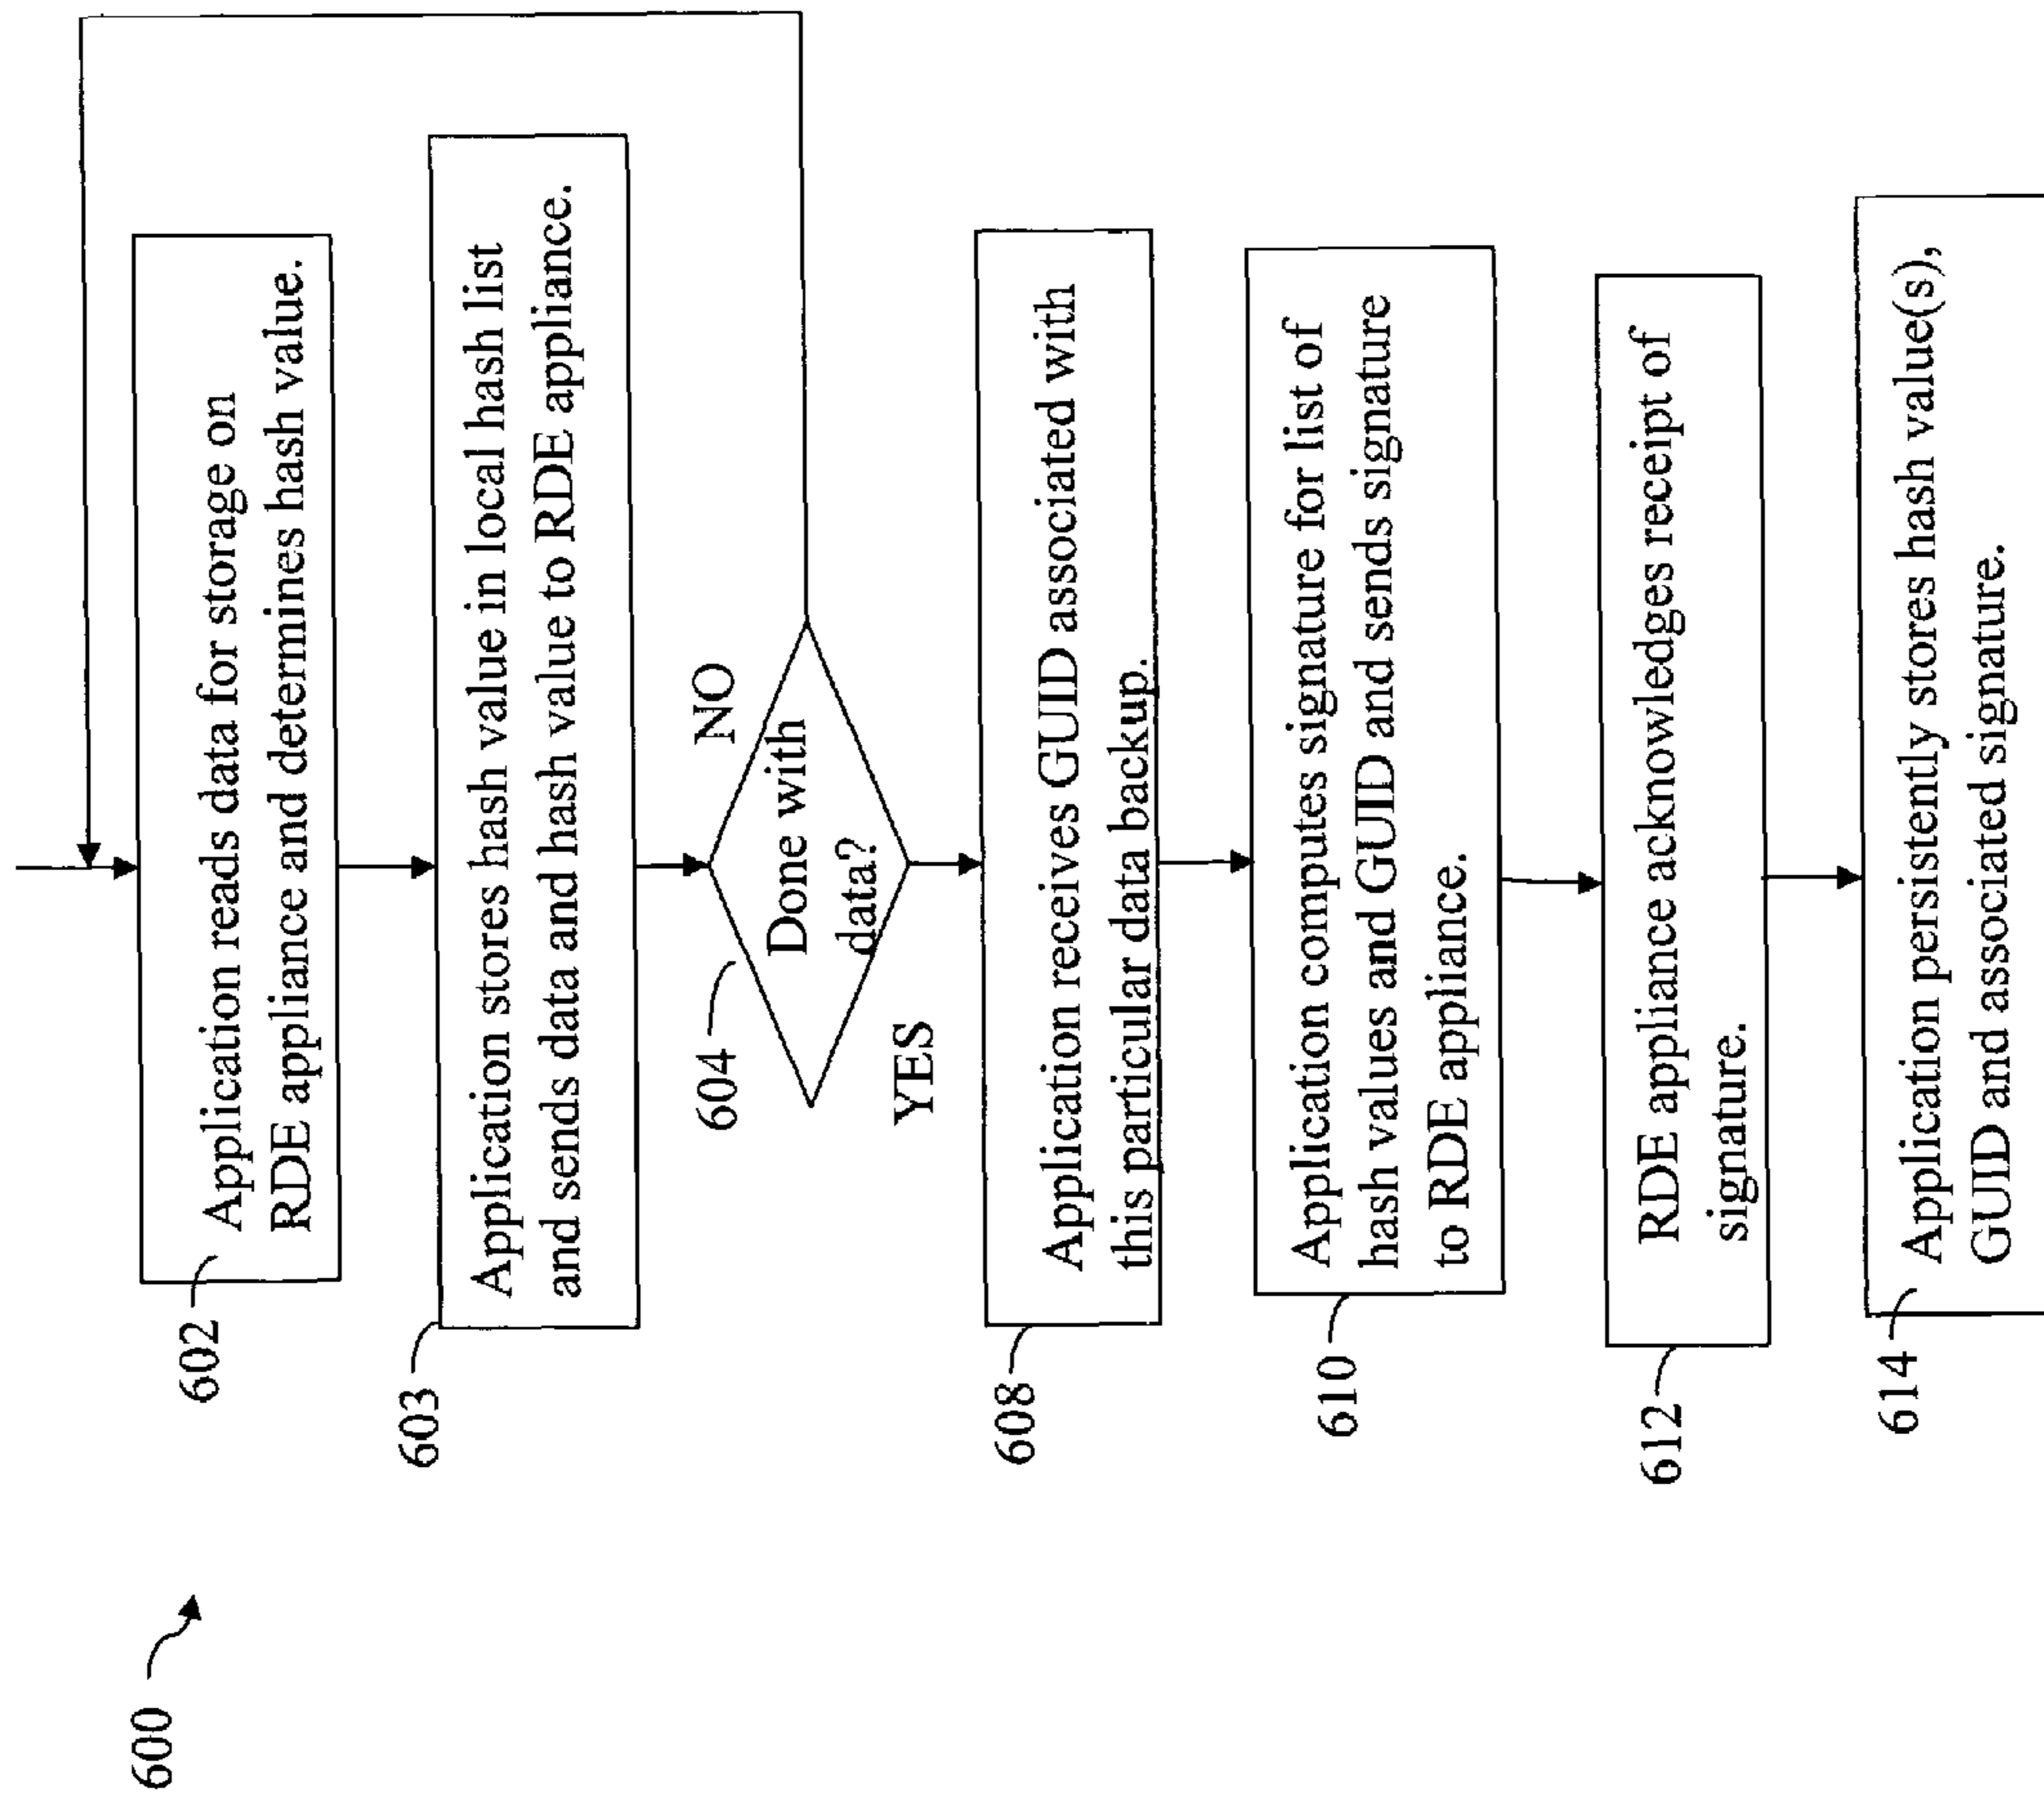 600
602
Application reads data for storage on
RDE appliance and determines hash value.
603
Application stores hash value in local hash list
and sends data and hash value to RDE appliance.
604
Done with
data?
NO
YES
608
Application receives GUID associated with
this particular data backup.
610
Application computes signature for list of
hash values and GUID and sends signature
to RDE appliance.
612
RDE appliance acknowledges receipt of
signature.
614
Application persistently stores hash value(s),
GUID and associated signature.